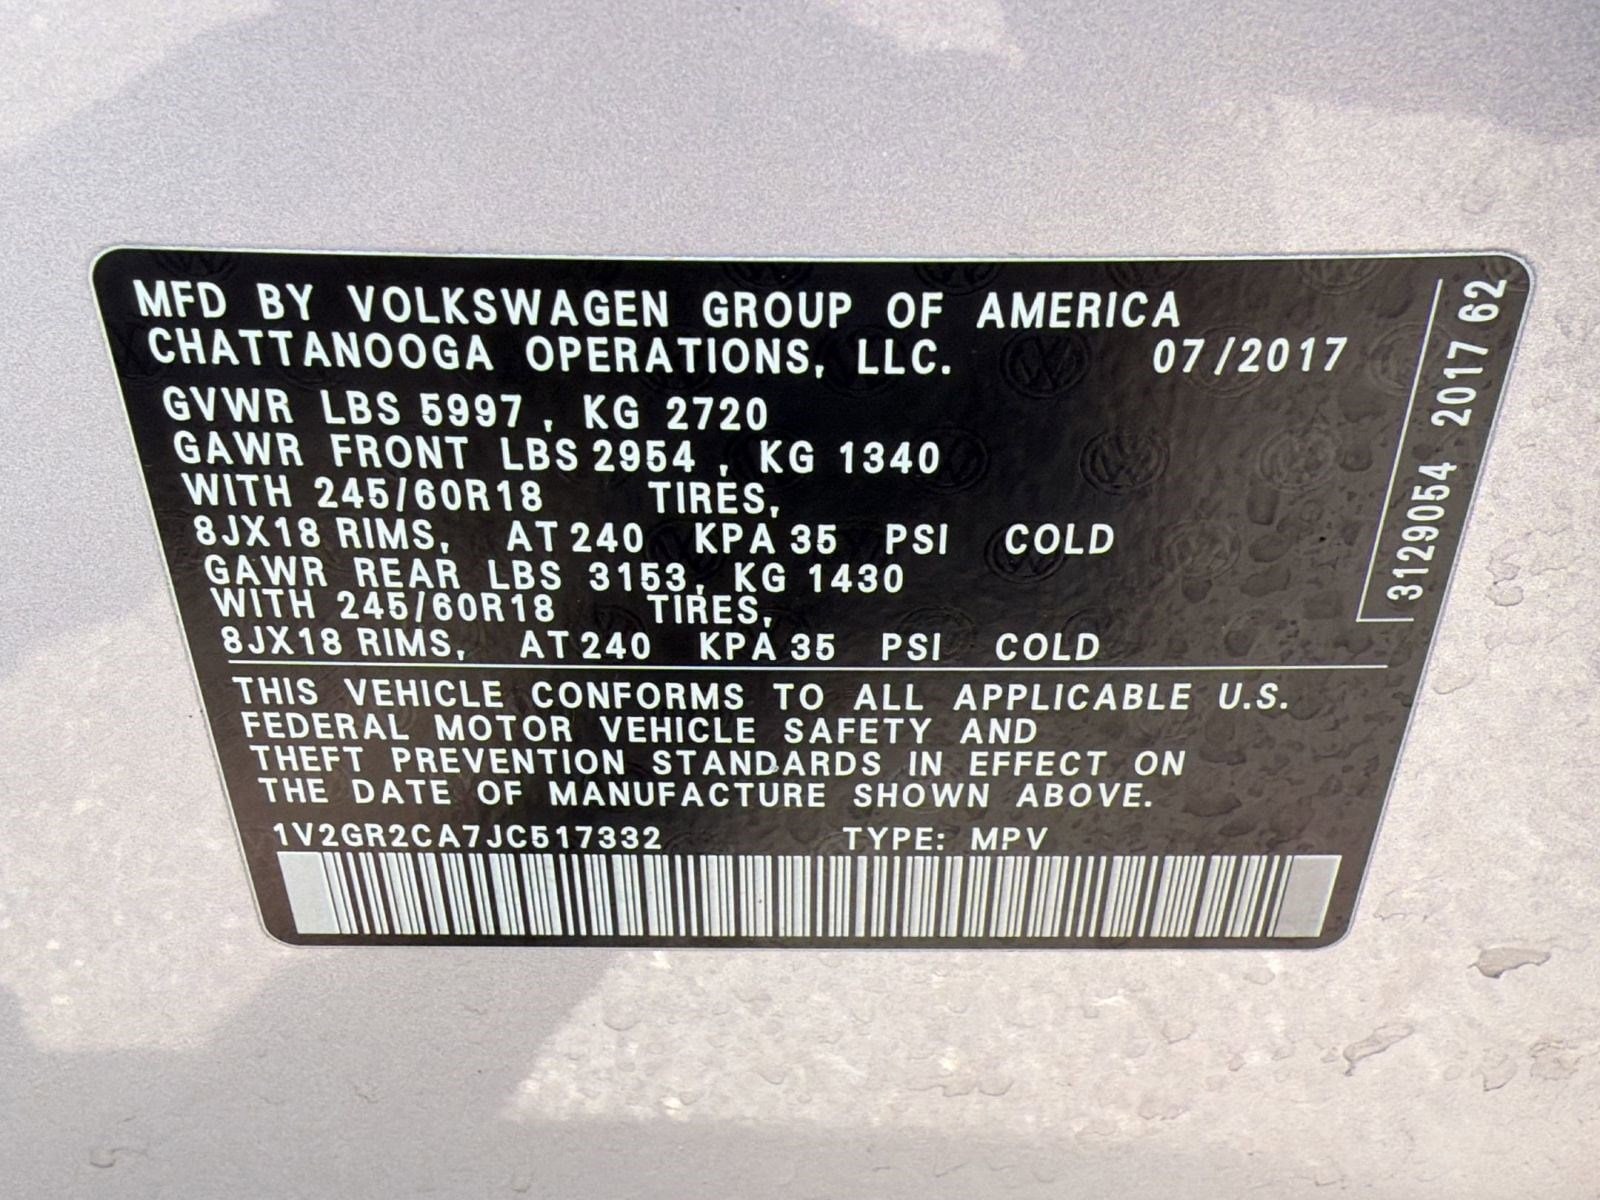 MFD BY VOLKSWAGEN GROUP OF AMERICA
CHATTANOOGA OPERATIONS, LLC. 07/2017
GVWR LBS 5997, KG 2720
GAWR FRONT LBS 2954, KG 1340
WITH 245/60R18 TIRES,
8JX18 RIMS, AT 240 KPA 35 PSI COLD
GAWR REAR LBS 3153, KG 1430
WITH 245/60R18 TIRES,
8JX18 RIMS, AT 240 KPA 35 PSI COLD
THIS VEHICLE CONFORMS TO ALL APPLICABLE U.S.
FEDERAL MOTOR VEHICLE SAFETY AND
THEFT PREVENTION STANDARDS IN EFFECT ON
THE DATE OF MANUFACTURE SHOWN ABOVE.
1V2GR2CA7JC517332 TYPE: MPV
3129054 2017 62